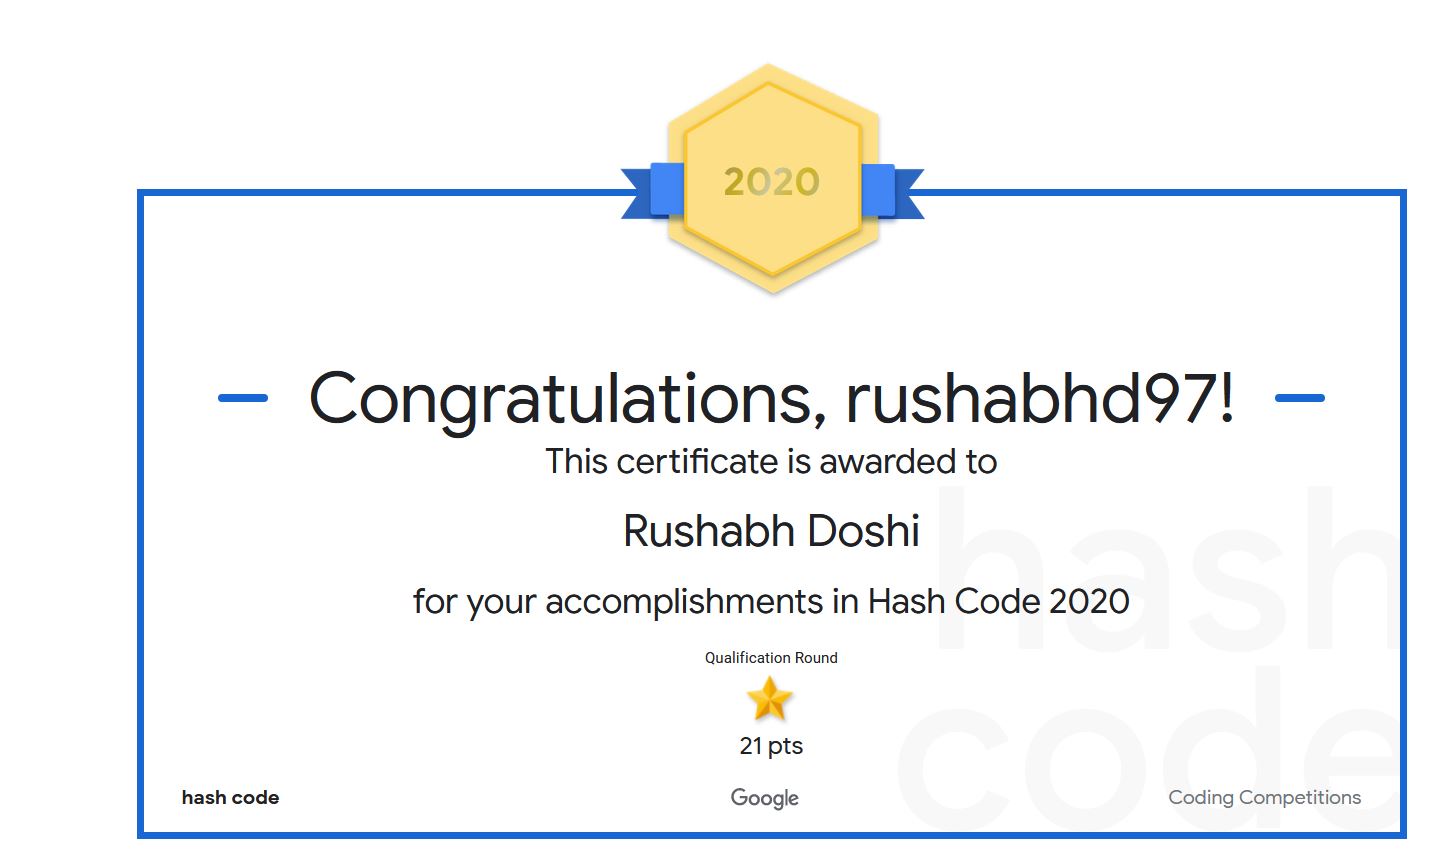 2020
Congratulations, rushabhd97!
This certificate is awarded to
Rushabh Doshi
for your accomplishments in Hash Code 2020
Qualification Round
21 pts
hash code
Google
Coding Competitions
hash
code